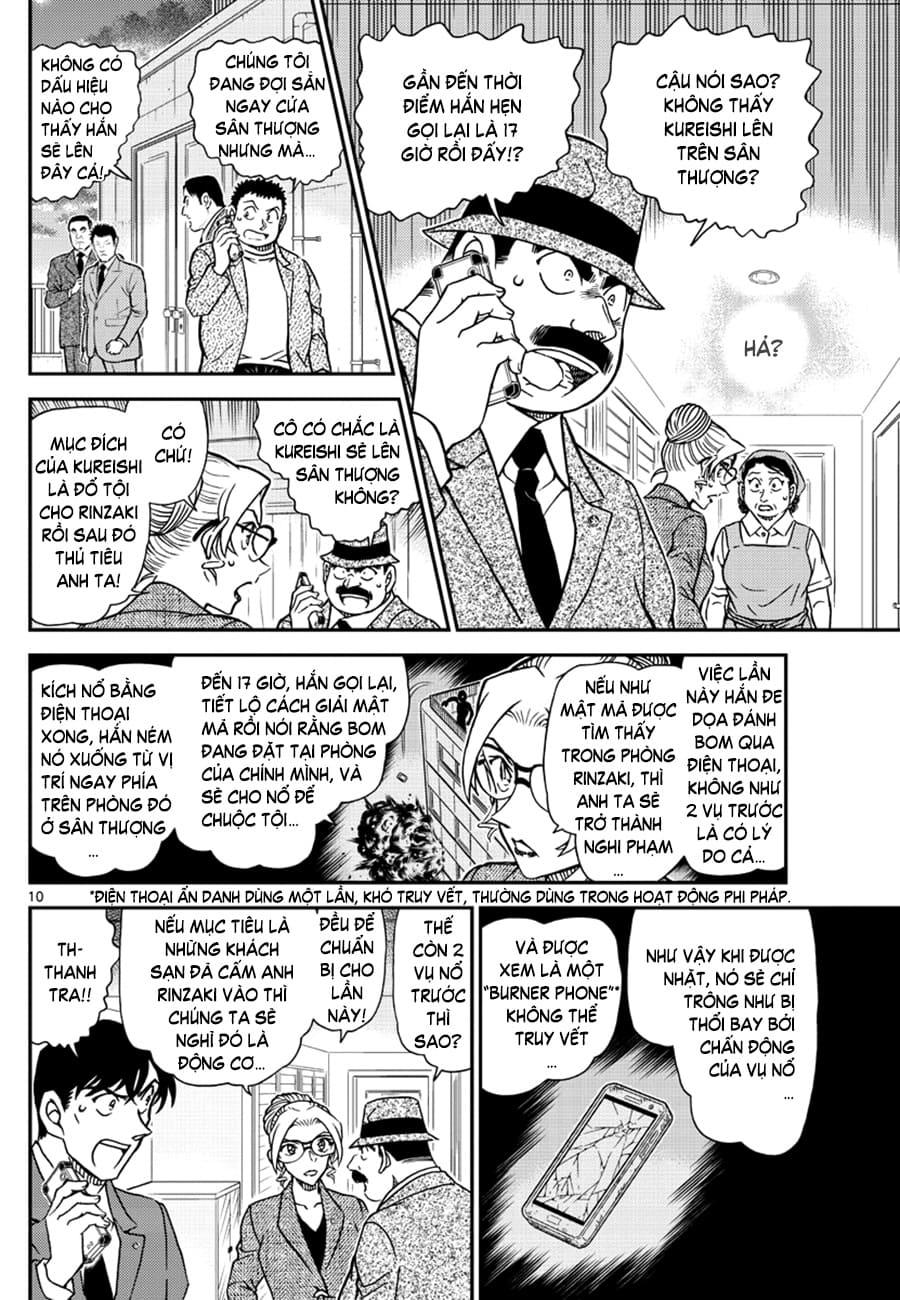 CẬU NÓI SAO?
KHÔNG THẤY
KUREISHI LÊN
TRÊN SÂN
THƯỢNG?
GẦN ĐẾN THỜI
ĐIỂM HẮN HẸN
GỌI LẠI LÀ 17
GIỜ RỒI ĐẤY!?
HẢ?
CHÚNG TÔI
ĐANG ĐỢI SẴN
NGAY CỬA
SÂN THƯỢNG
NHƯNG MÀ...
KHÔNG CÓ
DẤU HIỆU
NÀO CHO
THẤY HẮN
SẼ LÊN
ĐÂY CẢ!
CÔ CÓ CHẮC LÀ
KUREISHI SẼ LÊN
SÂN THƯỢNG
KHÔNG?
CÓ
CHỨ!
MỤC ĐÍCH
CỦA KUREISHI
LÀ ĐỔ TỘI
CHO RINZAKI
RỒI SAU ĐÓ
THỦ TIÊU
ANH TA!
VIỆC LẦN
NÀY HẮN ĐE
DỌA ĐÁNH
BOM QUA
ĐIỆN THOẠI,
KHÔNG NHƯ
2 VỤ TRƯỚC
LÀ CÓ LÝ
DO CẢ...
NẾU NHƯ
MẬT MÃ ĐƯỢC
TÌM THẤY
TRONG PHÒNG
RINZAKI, THÌ
ANH TA SẼ
TRỞ THÀNH
NGHI PHẠM ...
ĐẾN 17 GIỜ, HẮN GỌI LẠI,
TIẾT LỘ CÁCH GIẢI MẬT
MÃ RỒI NÓI RẰNG BOM
ĐANG ĐẶT TẠI PHÒNG
CỦA CHÍNH MÌNH, VÀ
SẼ CHO NỔ ĐỂ
CHUỘC TỘI...
KÍCH NỔ BẰNG
ĐIỆN THOẠI
XONG, HẮN NÉM
NÓ XUỐNG TỪ VỊ
TRÍ NGAY PHÍA
TRÊN PHÒNG ĐÓ
Ở SÂN THƯỢNG
...
10
*ĐIỆN THOẠI ẨN DANH DÙNG MỘT LẦN, KHÓ TRUY VẾT, THƯỜNG DÙNG TRONG HOẠT ĐỘNG PHI PHÁP.
NHƯ VẬY KHI ĐƯỢC
NHẶT, NÓ SẼ CHỈ
TRÔNG NHƯ BỊ
THỔI BAY BỞI
CHẤN ĐỘNG
CỦA VỤ NỔ
...
VÀ ĐƯỢC
XEM LÀ MỘT
“BURNER PHONE”*
KHÔNG THỂ
TRUY VẾT
...
THẾ
CÒN 2
VỤ NỔ
TRƯỚC
THÌ
SAO?
ĐỀU ĐỂ
CHUẨN
BỊ CHO
LẦN
NÀY!
NẾU MỤC TIÊU LÀ
NHỮNG KHÁCH
SẠN ĐÃ CẤM ANH
RINZAKI VÀO THÌ
CHÚNG TA SẼ
NGHĨ ĐÓ LÀ
ĐỘNG CƠ...
TH-
THANH
TRA!!